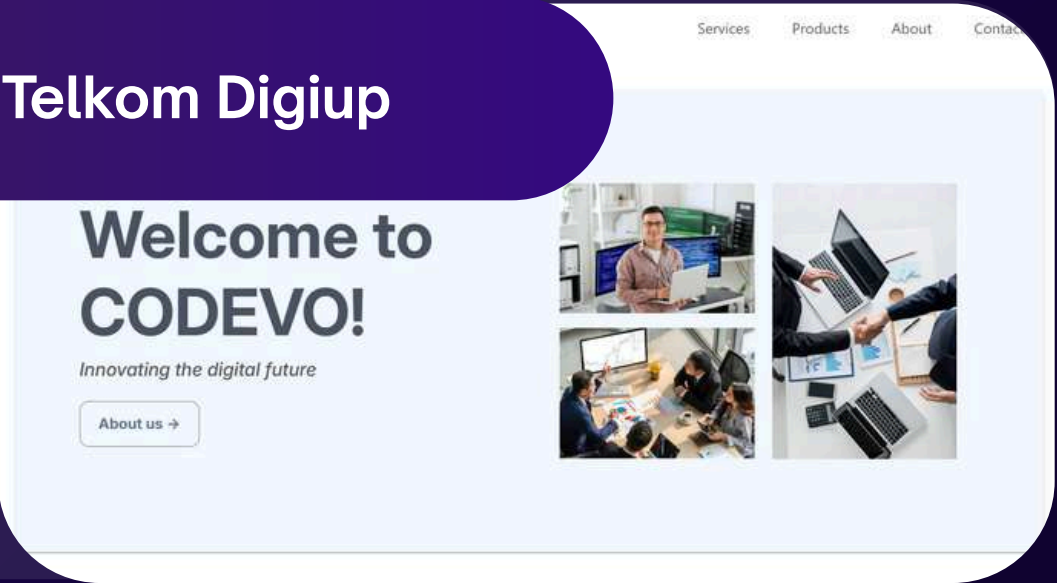 Services Products About
Telkom Digiup
Welcome to
CODEVO!
Innovating the digital future
About us →